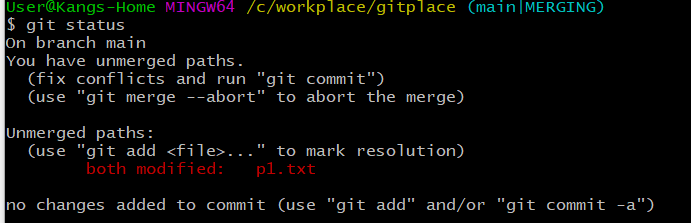 User@Kangs-Home MINGW64 /c/workplace/gitplace (main|MERGING)
$ git status
On branch main
You have unmerged paths.
  (fix conflicts and run "git commit")
  (use "git merge --abort" to abort the merge)

Unmerged paths:
  (use "git add <file>..." to mark resolution)
        both modified:   p1.txt

no changes added to commit (use "git add" and/or "git commit -a")